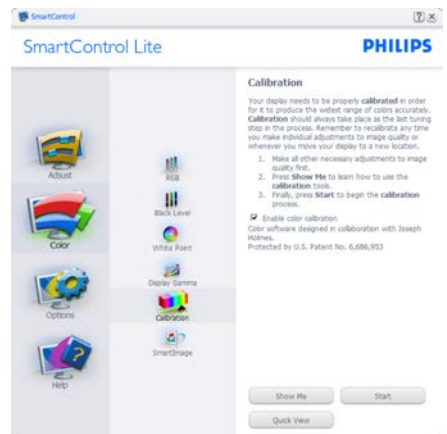 SmartControl
SmartControl Lite
PHILIPS
Adjust
Color
Options
Help
RGB
Black Level
White Point
Display Gamma
Calibration
SmartImage
Calibration
Your display needs to be properly calibrated in order
for it to produce the widest range of colors accurately.
Calibration should always take place as the last tuning
step in the process. Remember to recalibrate any time
you make individual adjustments to image quality or
whenever you move your display to a new location.
1. Make all other necessary adjustments to image
quality first.
2. Press Show Me to learn how to use the
calibration tools.
3. Finally, press Start to begin the calibration
process.
Enable color calibration
Color software designed in collaboration with Joseph
Holmes.
Protected by U.S. Patent No. 6,686,953
Show Me
Start
Quick View